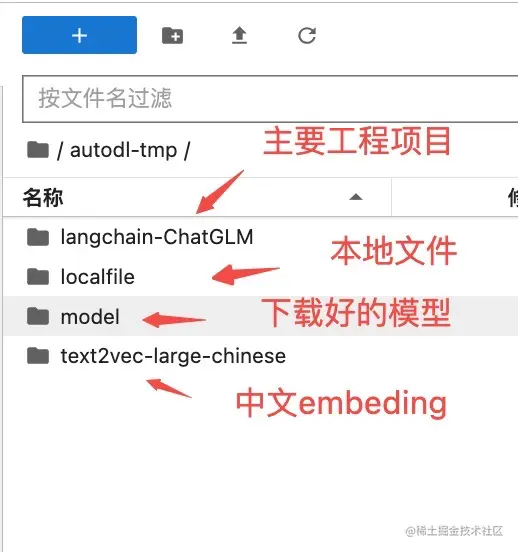 按文件名过滤
/ autodl-tmp /
主要工程项目
名称
langchain-ChatGLM
本地文件
localfile
下载好的模型
model
text2vec-large-chinese
中文embeding
@稀土掘金技术社区